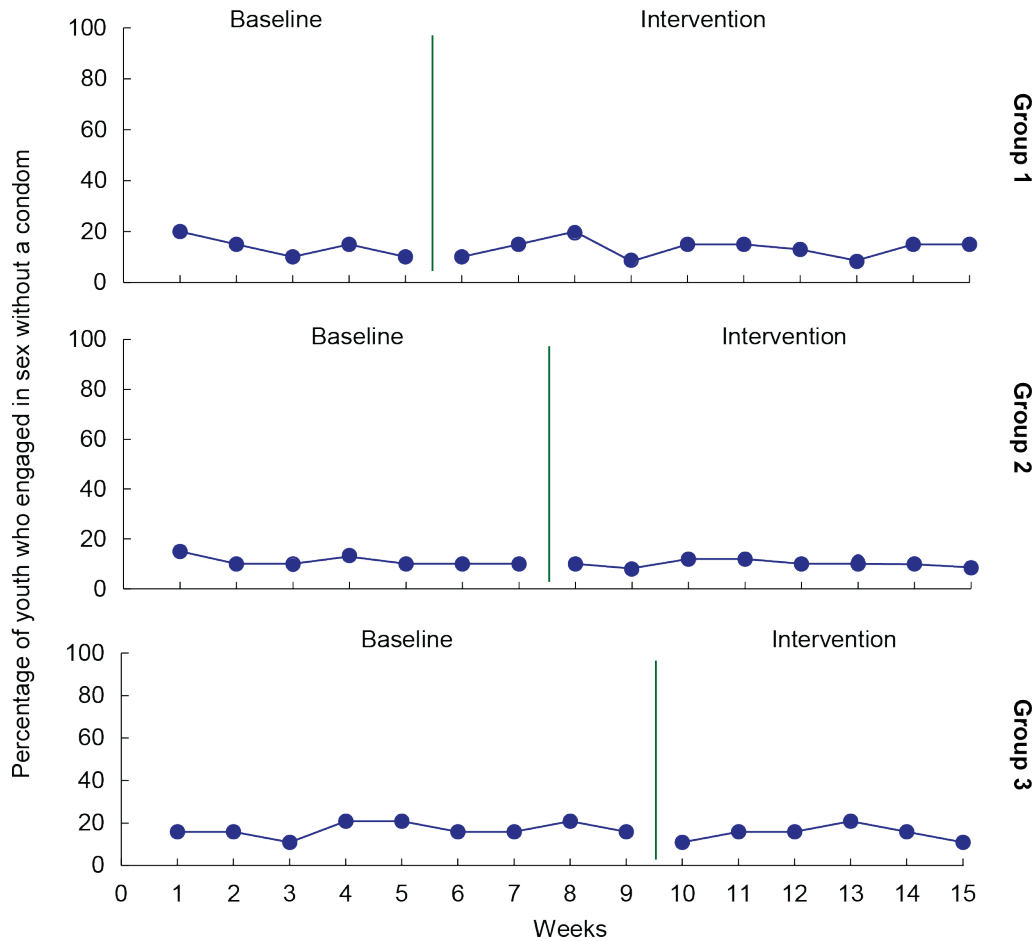 Percentage of youth who engaged in sex without a condom
Baseline
Intervention
100
80
60
40
20
0
Group 1
Baseline
Intervention
100
80
60
40
20
0
Group 2
Baseline
Intervention
100
80
60
40
20
0
Group 3
0 1 2 3 4 5 6 7 8 9 10 11 12 13 14 15
Weeks